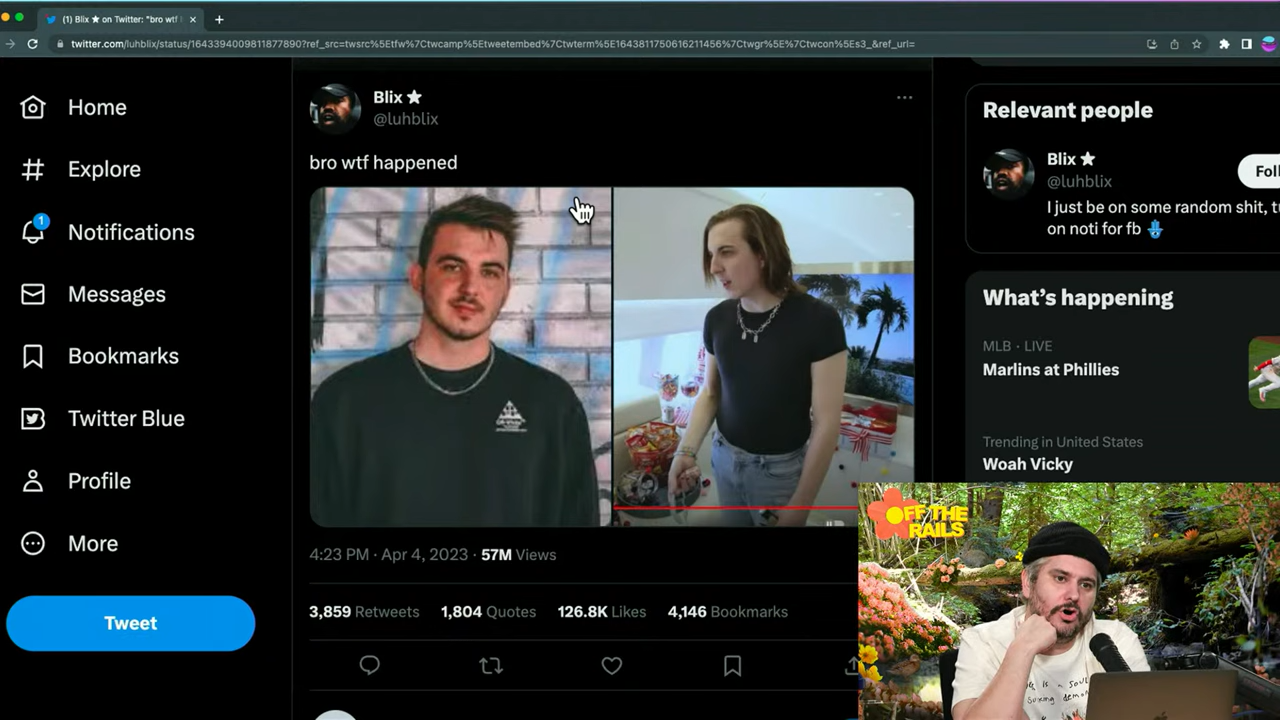 (1) Blix ★ on Twitter: "bro wtf
twitter.com/luhblix/status/1643394009811877890?ref_src=twsrc%5Etfw%7Ctwcamp%5Etweetembed%7Ctwterm%5E1643811750616211456%7Ctwgr%5E%7Ctwcon%5Es3_&ref_url=
Home
Explore
1
Notifications
Messages
Bookmarks
Twitter Blue
Profile
More
Tweet
Blix ★
@luhblix
bro wtf happened
4:23 PM · Apr 4, 2023 · 57M Views
3,859 Retweets 1,804 Quotes 126.8K Likes 4,146 Bookmarks
Relevant people
Blix ★
@luhblix
Foll
I just be on some random shit, tu
on noti for fb
What's happening
MLB · LIVE
Marlins at Phillies
Trending in United States
Woah Vicky
OFF THE
RAILS